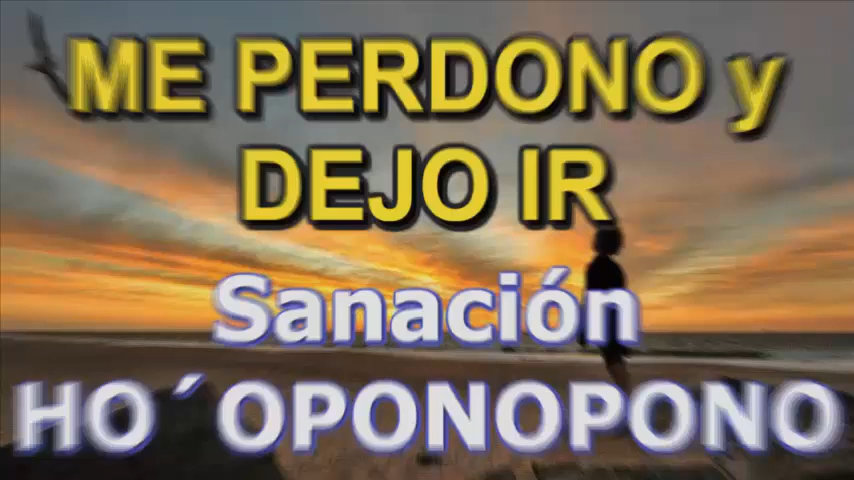 ME PERDONO y
DEJO IR
Sanación
HO´OPONOPONO